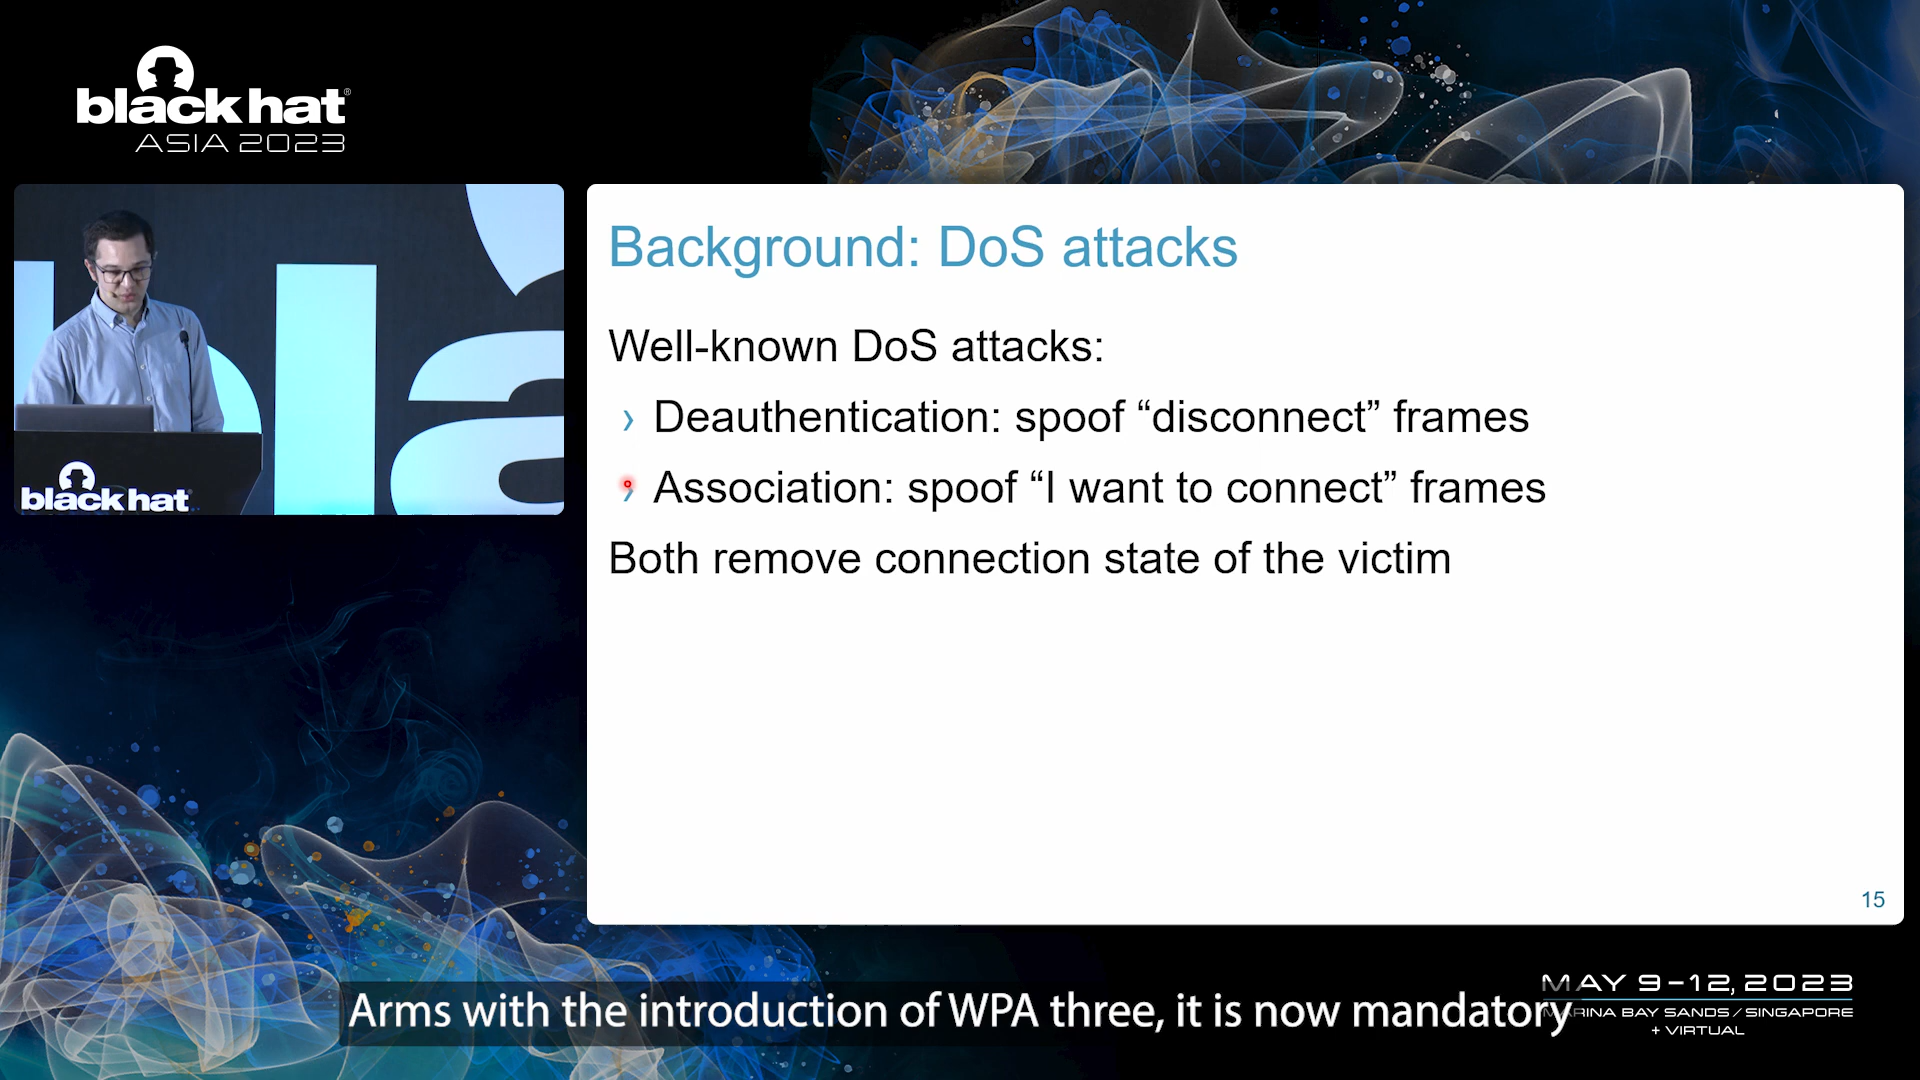 black hat®
ASIA 2023
black hat
Background: DoS attacks
Well-known DoS attacks:
› Deauthentication: spoof “disconnect” frames
› Association: spoof “I want to connect” frames
Both remove connection state of the victim
15
Arms with the introduction of WPA three, it is now mandatory
MAY 9-12, 2023
MARINA BAY SANDS / SINGAPORE
+ VIRTUAL